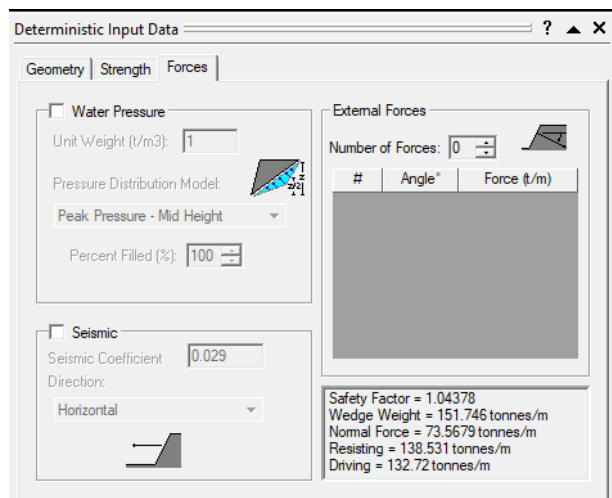 Deterministic Input Data
? ▲ X
Geometry Strength Forces
Water Pressure
Unit Weight (t/m3): 1
Pressure Distribution Model:
z
z/2
Peak Pressure - Mid Height
Percent Filled (%): 100
Seismic
Seismic Coefficient 0.029
Direction:
Horizontal
External Forces
Number of Forces: 0
# Angle° Force (t/m)
Safety Factor = 1.04378
Wedge Weight = 151.746 tonnes/m
Normal Force = 73.5679 tonnes/m
Resisting = 138.531 tonnes/m
Driving = 132.72 tonnes/m